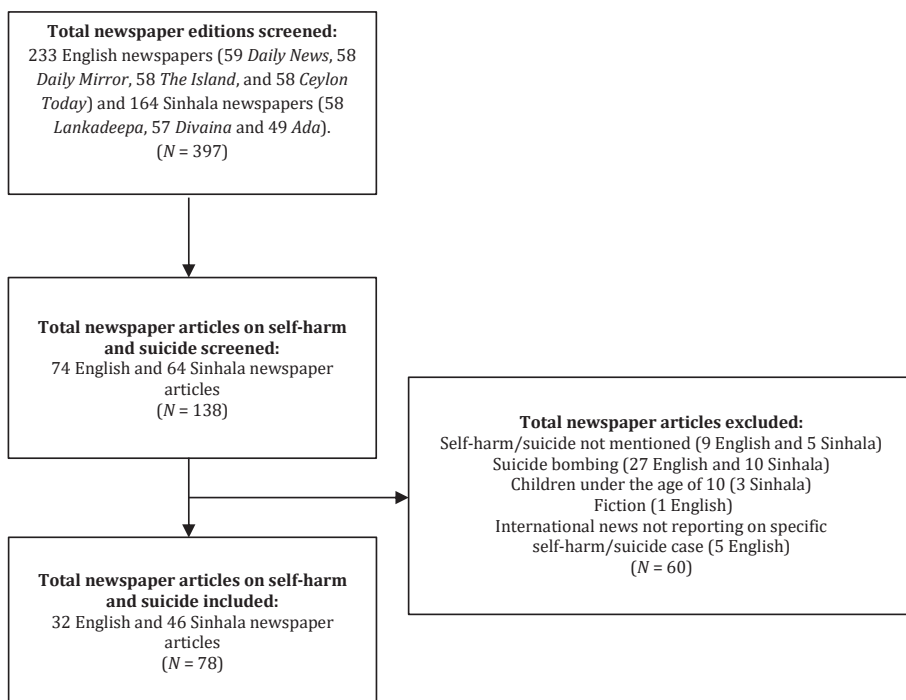 Total newspaper editions screened:
233 English newspapers (59 Daily News, 58
Daily Mirror, 58 The Island, and 58 Ceylon
Today) and 164 Sinhala newspapers (58
Lankadeepa, 57 Divaina and 49 Ada).
(N = 397)
Total newspaper articles on self-harm
and suicide screened:
74 English and 64 Sinhala newspaper
articles
(N = 138)
Total newspaper articles excluded:
Self-harm/suicide not mentioned (9 English and 5 Sinhala)
Suicide bombing (27 English and 10 Sinhala)
Children under the age of 10 (3 Sinhala)
Fiction (1 English)
International news not reporting on specific
self-harm/suicide case (5 English)
(N = 60)
Total newspaper articles on self-harm
and suicide included:
32 English and 46 Sinhala newspaper
articles
(N = 78)